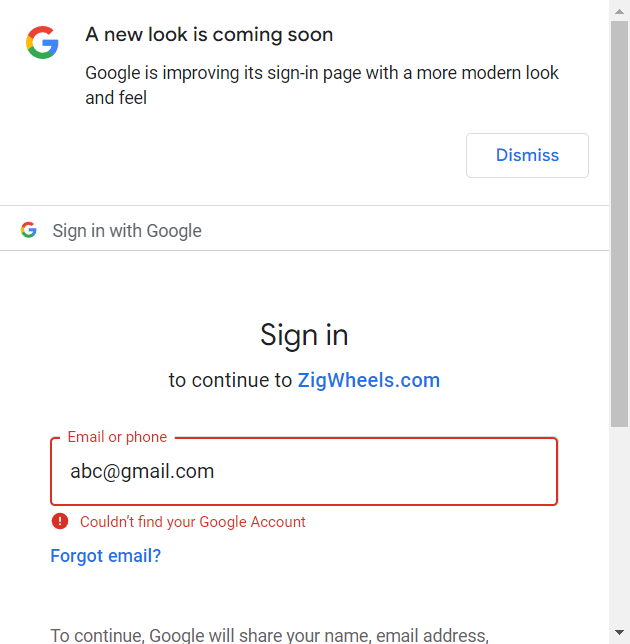 A new look is coming soon
Google is improving its sign-in page with a more modern look
and feel
Dismiss
Sign in with Google
Sign in
to continue to ZigWheels.com
Email or phone
abc@gmail.com
Couldn't find your Google Account
Forgot email?
To continue, Google will share your name, email address,